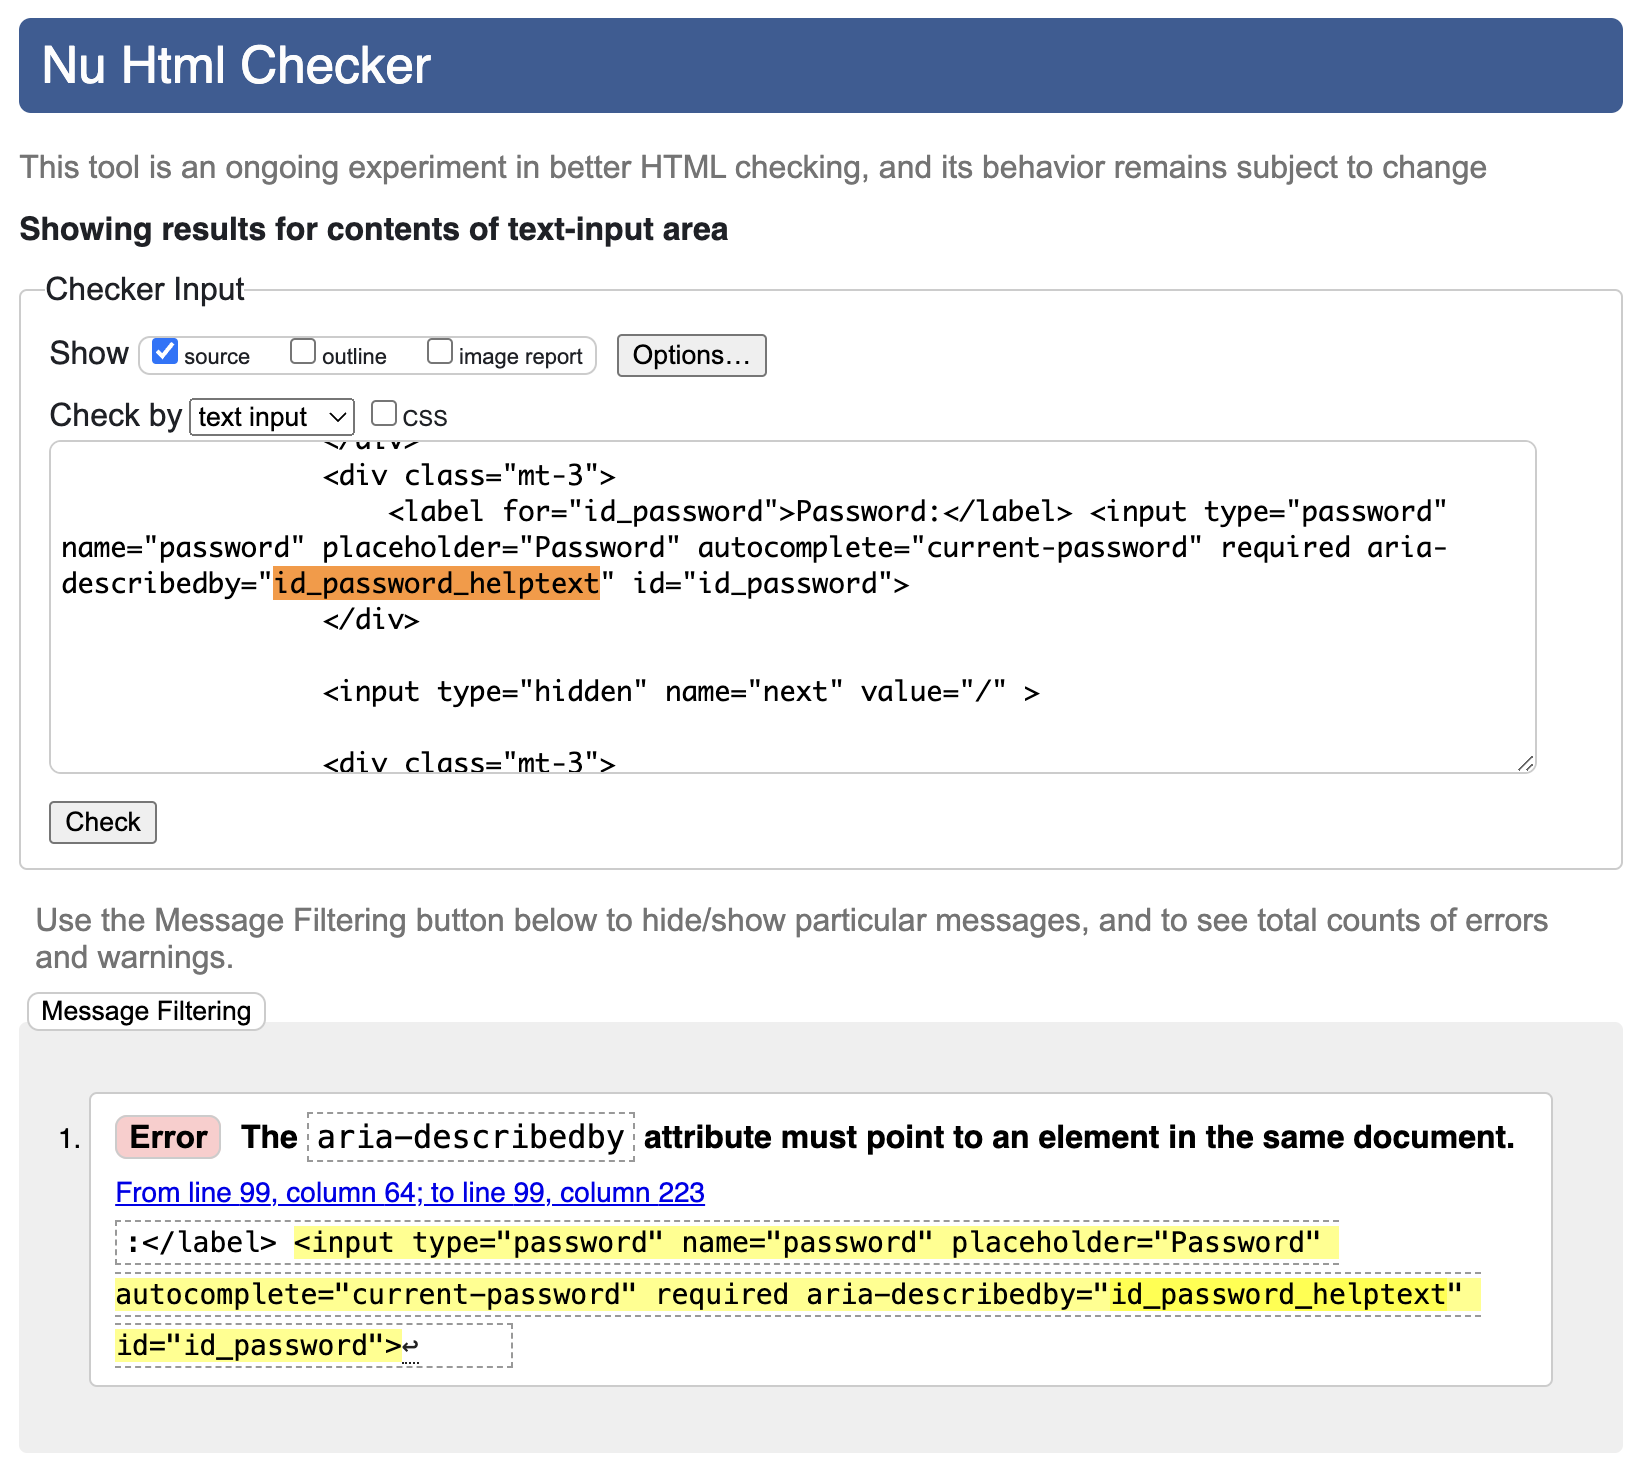 Nu Html Checker
This tool is an ongoing experiment in better HTML checking, and its behavior remains subject to change
Showing results for contents of text-input area
Checker Input
Show source outline image report Options…
Check by text input CSS
</div>
<div class="mt-3">
<label for="id_password">Password:</label> <input type="password"
name="password" placeholder="Password" autocomplete="current-password" required aria-
describedby="id_password_helptext" id="id_password">
</div>
<input type="hidden" name="next" value="/" >
<div class="mt-3">
Check
Use the Message Filtering button below to hide/show particular messages, and to see total counts of errors
and warnings.
Message Filtering
1. Error The aria-describedby attribute must point to an element in the same document.
From line 99, column 64; to line 99, column 223
:</label> <input type="password" name="password" placeholder="Password"
autocomplete="current-password" required aria-describedby="id_password_helptext"
id="id_password">↩